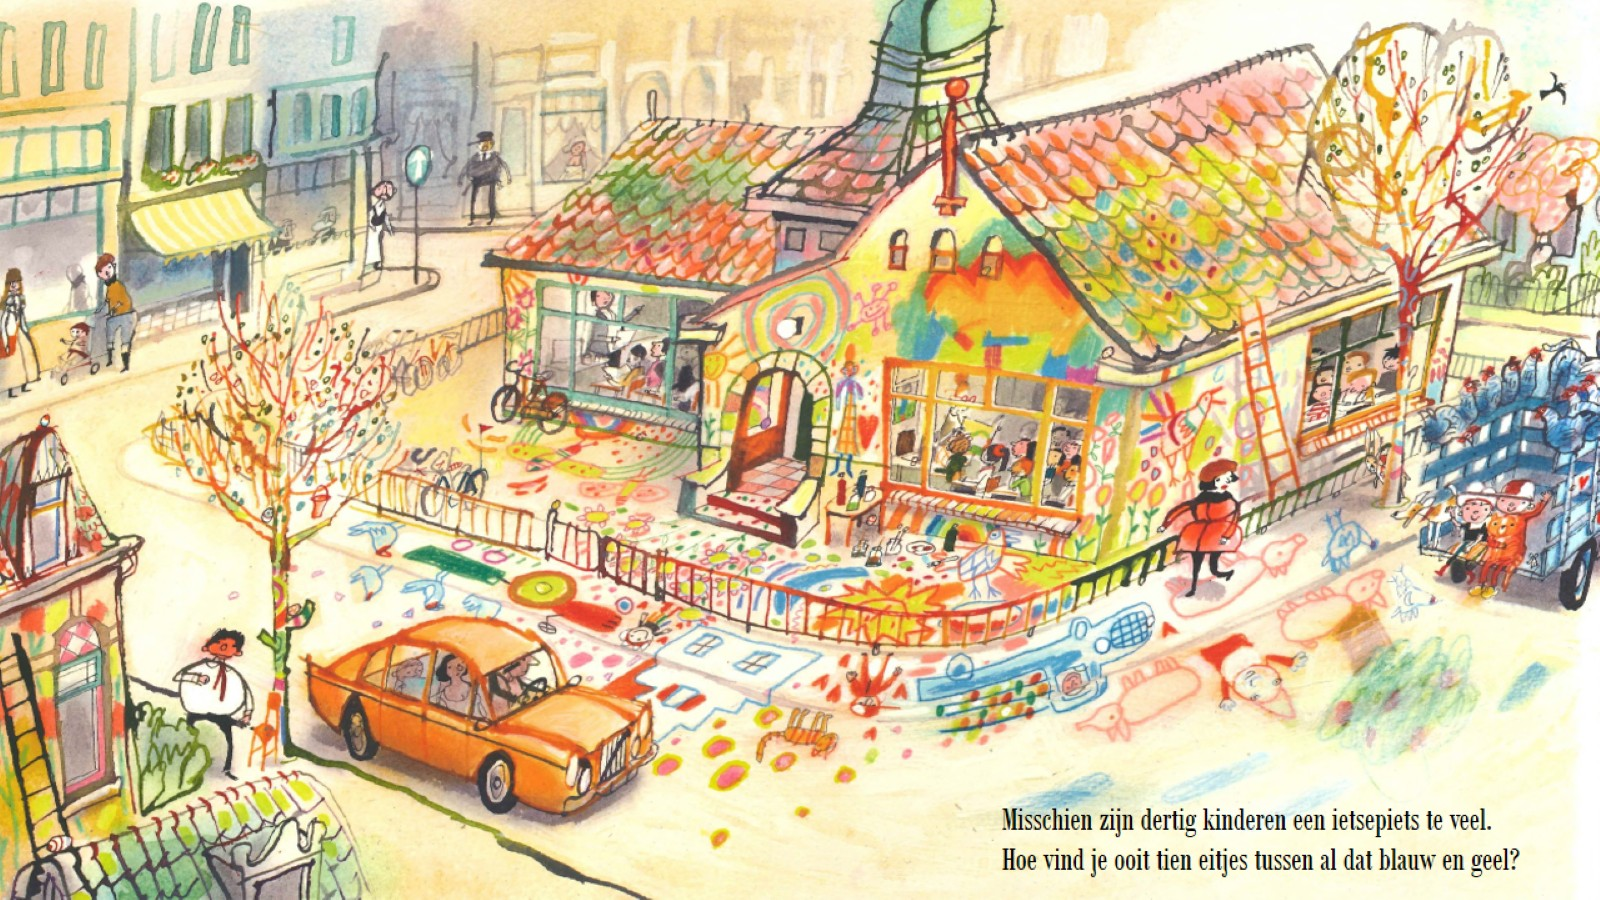 Misschien zijn dertig kinderen een ietsepiets te veel.
Hoe vind je ooit tien eitjes tussen al dat blauw en geel?